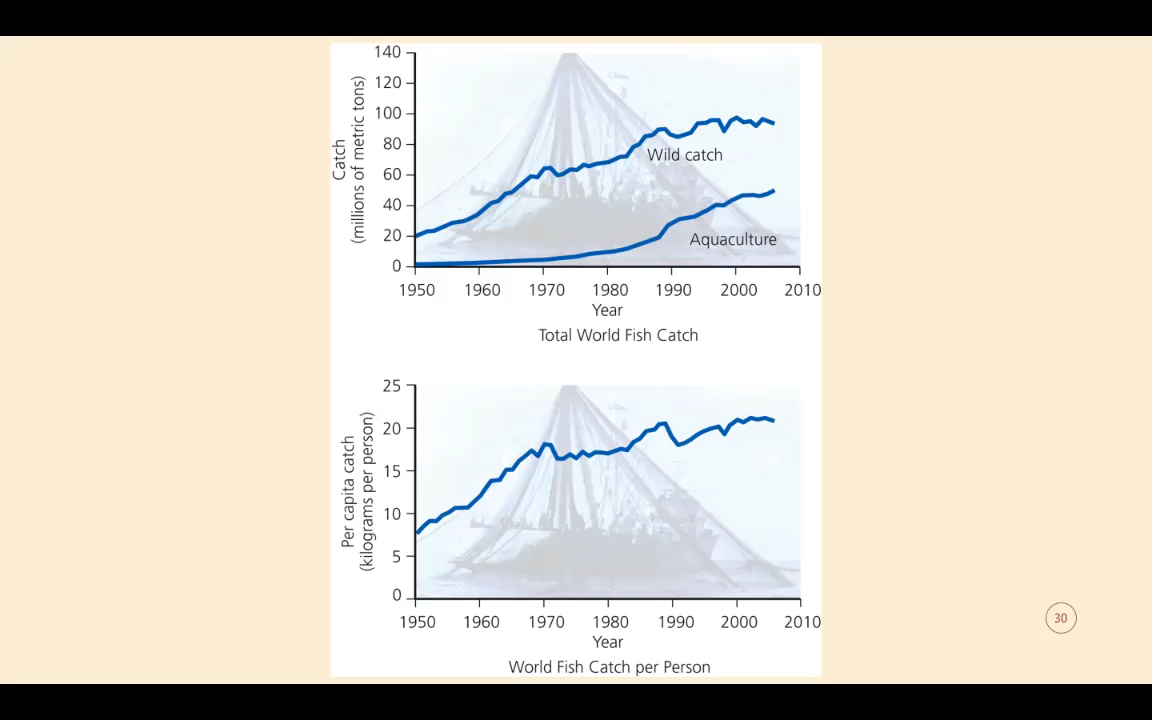 140
120
100
80
60
40
20
0
Catch
(millions of metric tons)
Wild catch
Aquaculture
1950 1960 1970 1980 1990 2000 2010
Year
Total World Fish Catch
25
20
15
10
5
0
Per capita catch
(kilograms per person)
1950 1960 1970 1980 1990 2000 2010
Year
World Fish Catch per Person
30